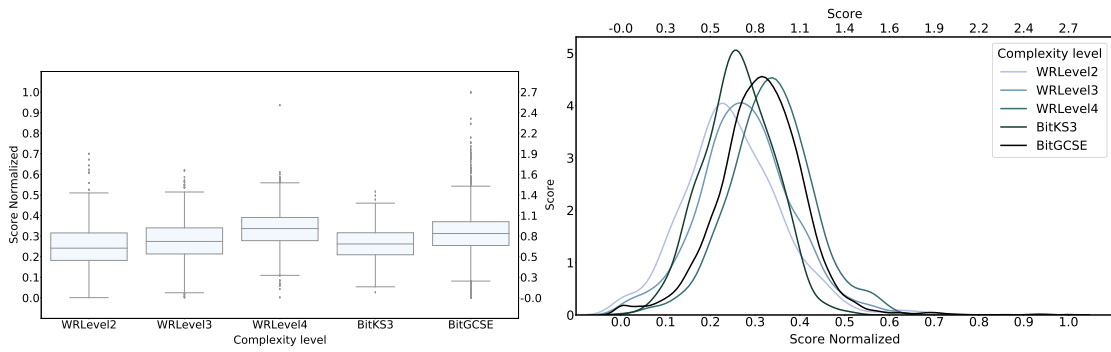 Score Normalized
1.0
0.9
0.8
0.7
0.6
0.5
0.4
0.3
0.2
0.1
0.0
2.7
2.4
2.2
1.9
1.6
1.4
1.1
0.8
0.5
0.3
-0.0
Score
WRLevel2 WRLevel3 WRLevel4 BitKS3 BitGCSE
Complexity level
Score
-0.0 0.3 0.5 0.8 1.1 1.4 1.6 1.9 2.2 2.4 2.7
5
4
3
2
1
0
Complexity level
WRLevel2
WRLevel3
WRLevel4
BitKS3
BitGCSE
0.0 0.1 0.2 0.3 0.4 0.5 0.6 0.7 0.8 0.9 1.0
Score Normalized